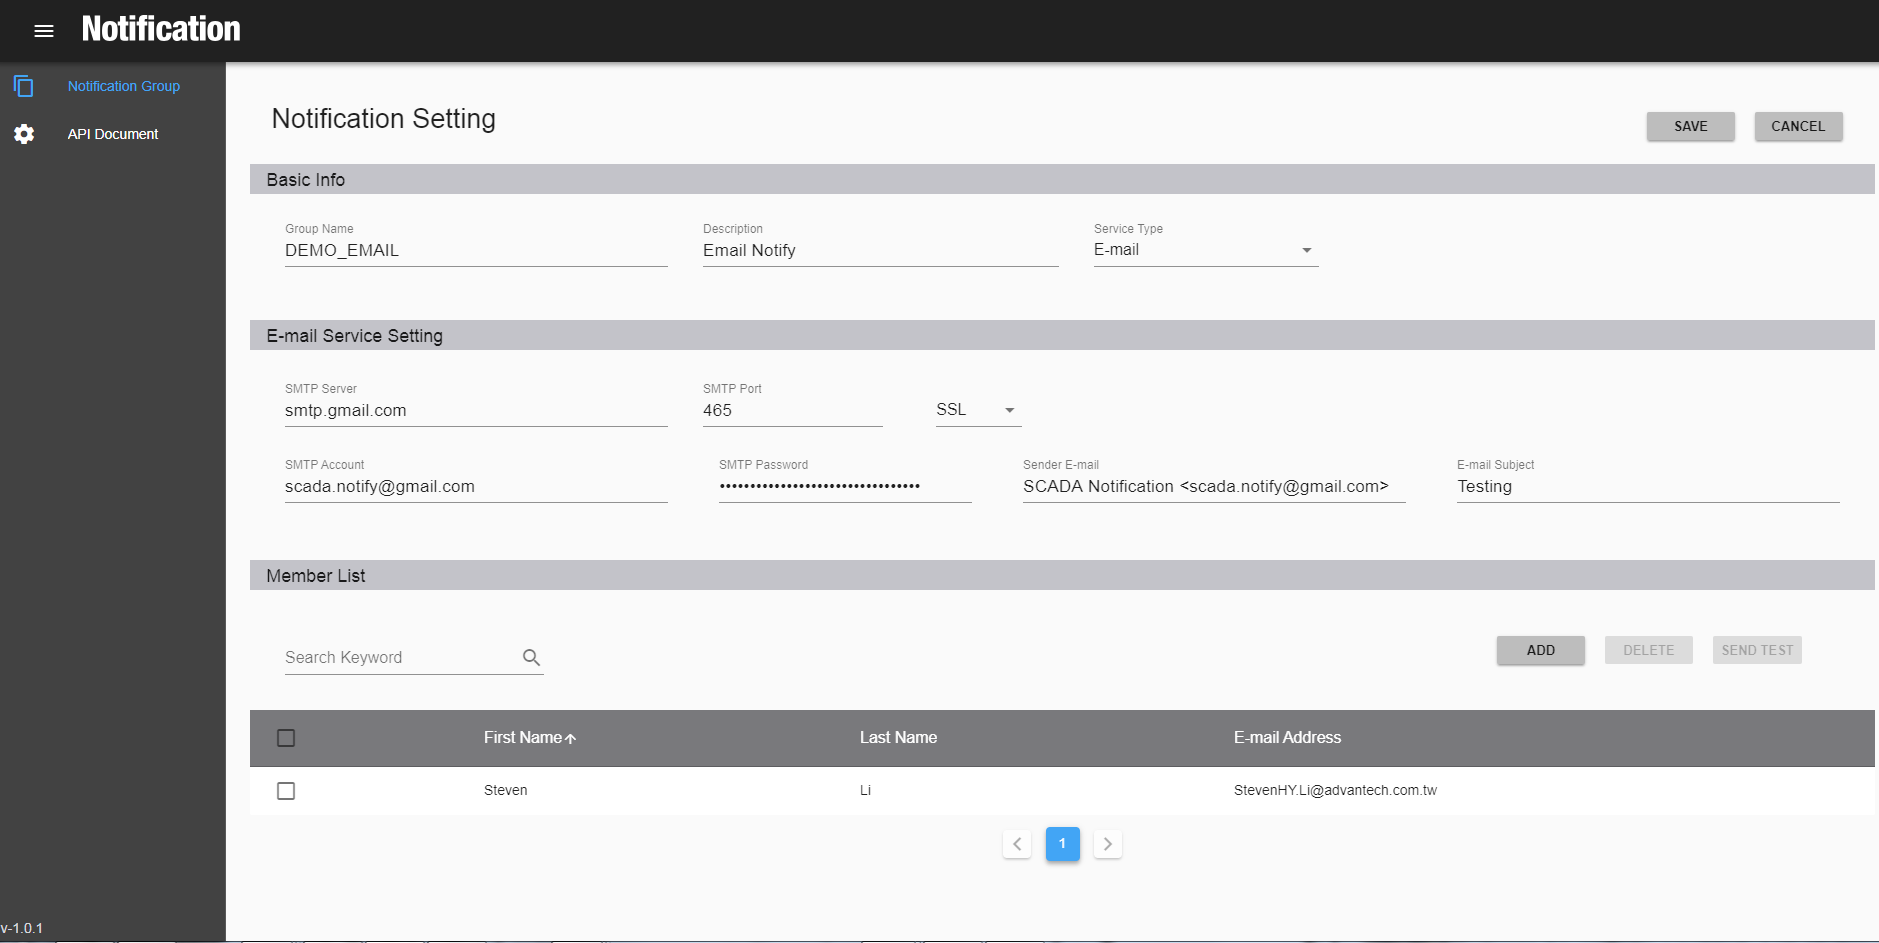 Notification
Notification Group
API Document
Notification Setting
SAVE CANCEL
Basic Info
Group Name Description Service Type
DEMO_EMAIL Email Notify E-mail
E-mail Service Setting
SMTP Server SMTP Port
smtp.gmail.com 465 SSL
SMTP Account SMTP Password Sender E-mail E-mail Subject
scada.notify@gmail.com •••••••••••••••••••••••••••••••• SCADA Notification <scada.notify@gmail.com> Testing
Member List
Search Keyword ADD DELETE SEND TEST
First Name Last Name E-mail Address
Steven Li StevenHY.Li@advantech.com.tw
1
v-1.0.1